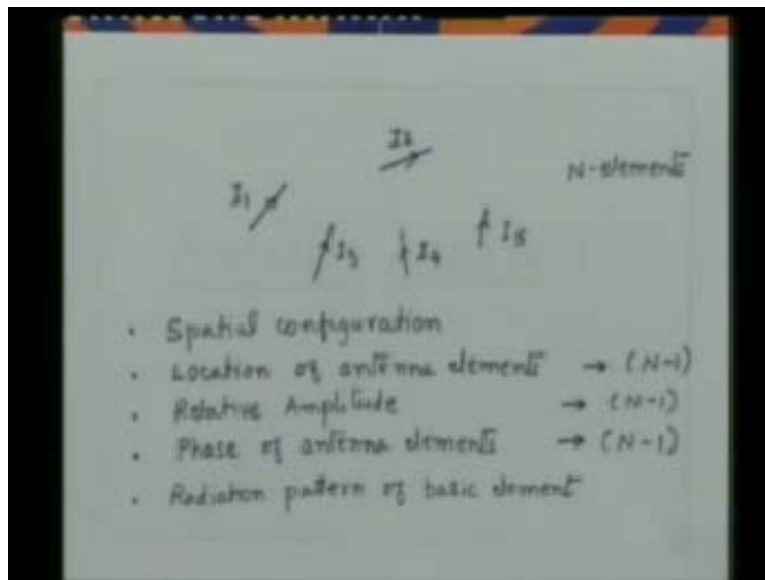 I2
N-elements
I1
I3 I4 I5
• Spatial configuration
• Location of antenna elements → (N-1)
• Relative Amplitude → (N-1)
• Phase of antenna elements → (N-1)
• Radiation pattern of basic element